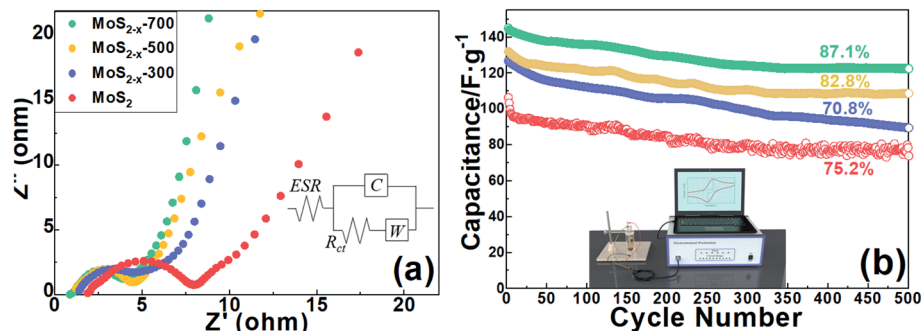 20
15
10
5
0
Z'' (ohm)
MoS2-x-700
MoS2-x-500
MoS2-x-300
MoS2
ESR
C
Rct
W
(a)
0 5 10 15 20
Z' (ohm)
140
120
100
80
60
40
20
0
Capacitance/F·g-1
87.1%
82.8%
70.8%
75.2%
(b)
0 50 100 150 200 250 300 350 400 450 500
Cycle Number